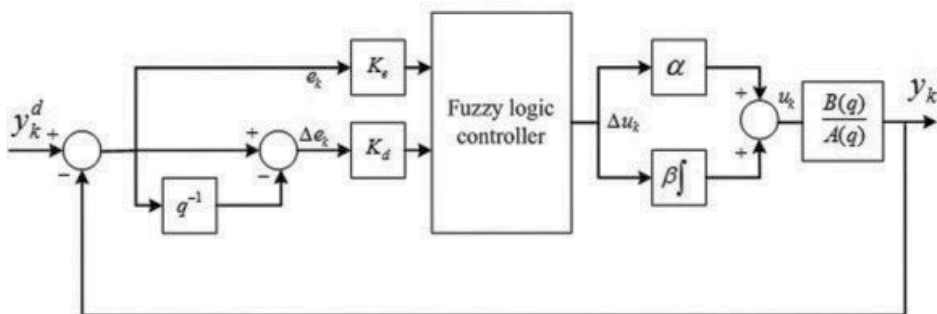 y_k^d
+
−
e_k
K_e
q^{-1}
+
−
Δe_k
K_d
Fuzzy logic
controller
Δu_k
α
β∫
+
+
u_k
B(q)
A(q)
y_k